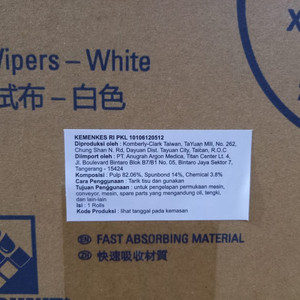 Wipers – White
拭布 – 白色
KEMENKES RI PKL 10106120512
Diproduksi oleh : Komberly-Clark Taiwan, TaYuan Mill. No. 262,
Chung Shan N. Rd, Dayuan Dist. Tayuan City, Taiban, R.O.C
Diimport oleh : PT. Anugrah Argon Medica, Titan Center Lt. 4,
Jl. Boulevard Bintaro Blok B7/B1 No. 05, Bintaro Jaya Sektor 7,
Tangerang - 15424
Komposisi : Pulp 82.06%, Spunbond 14%, Chemical 3.8%
Cara Penggunaan : Tarik tisu dan gunakan
Tujuan Penggunaan : untuk pengelapan permukaan mesin,
conveyor, mesin, spare parts yang mengandung oli, tengki,
dan lain-lain
Isi : 1 Rolls
Kode Produksi : lihat tanggal pada kemasan
FAST ABSORBING MATERIAL
快速吸收材質